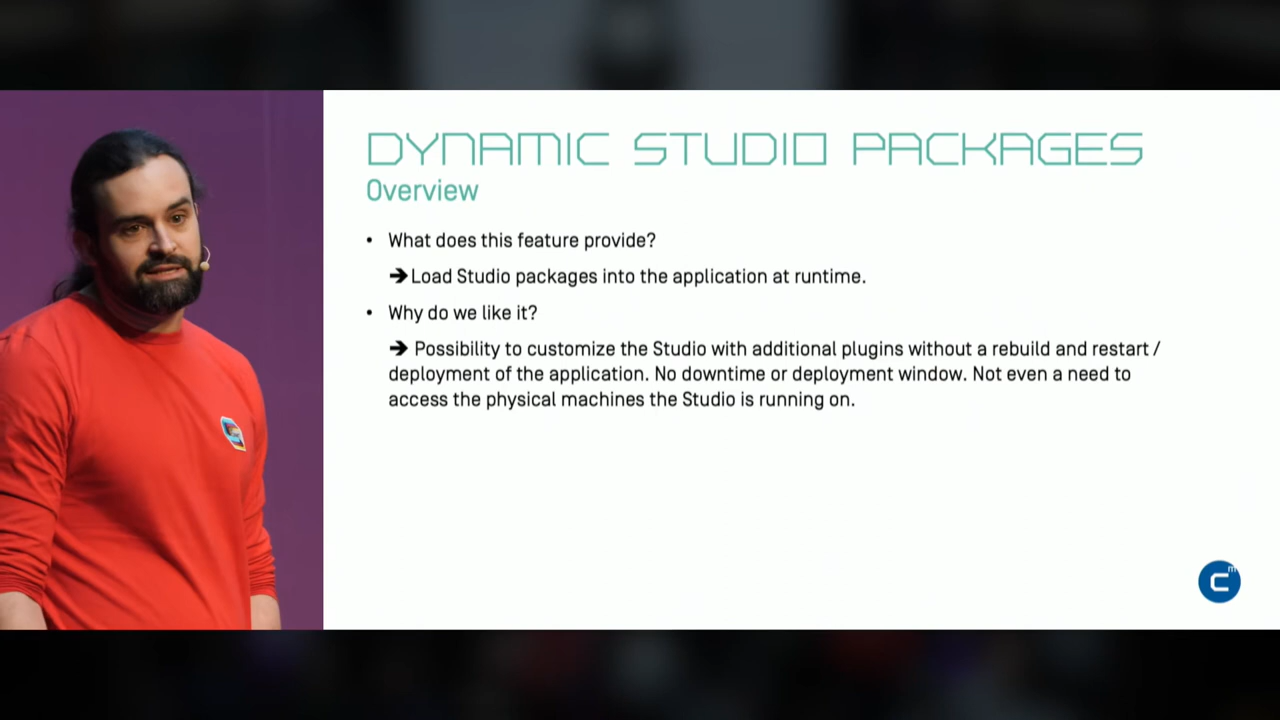 DYNAMIC STUDIO PACKAGES
Overview
• What does this feature provide?
➔Load Studio packages into the application at runtime.
• Why do we like it?
➔ Possibility to customize the Studio with additional plugins without a rebuild and restart /
deployment of the application. No downtime or deployment window. Not even a need to
access the physical machines the Studio is running on.
C m